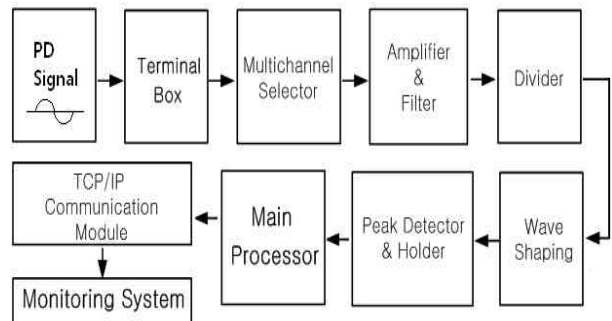 PD
Signal
Terminal
Box
Multichannel
Selector
Amplifier
&
Filter
Divider
Wave
Shaping
Peak Detector
& Holder
Main
Processor
TCP/IP
Communication
Module
Monitoring System